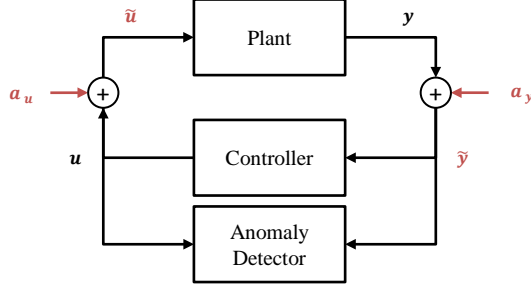 ũ
Plant
y
a_u
+
+
a_y
u
Controller
ỹ
Anomaly
Detector